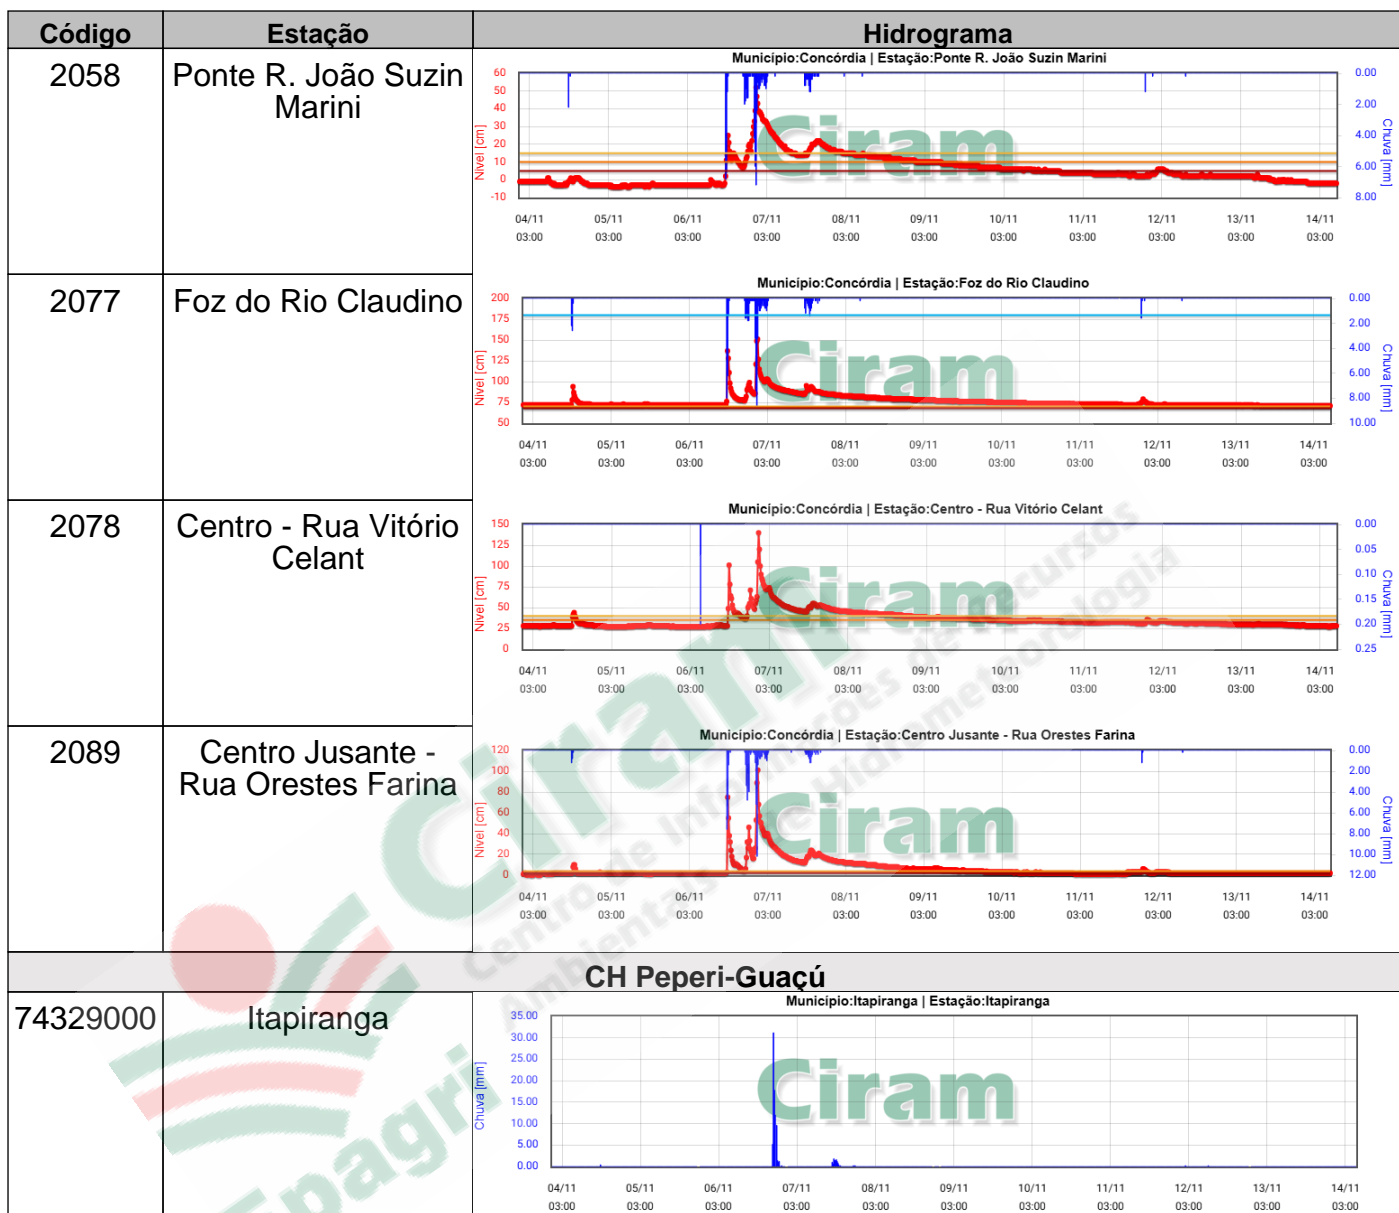 Código Estação Hidrograma
2058 Ponte R. João Suzin
Marini
Município:Concórdia | Estação:Ponte R. João Suzin Marini
60 0.00
50
40 2.00
30
20 4.00
10 6.00
0
-10 8.00
Nível [cm]
Chuva [mm]
04/11 05/11 06/11 07/11 08/11 09/11 10/11 11/11 12/11 13/11 14/11
03:00 03:00 03:00 03:00 03:00 03:00 03:00 03:00 03:00 03:00 03:00
2077 Foz do Rio Claudino
Município:Concórdia | Estação:Foz do Rio Claudino
200 0.00
175 2.00
150 4.00
125
100 6.00
75 8.00
50 10.00
Nível [cm]
Chuva [mm]
04/11 05/11 06/11 07/11 08/11 09/11 10/11 11/11 12/11 13/11 14/11
03:00 03:00 03:00 03:00 03:00 03:00 03:00 03:00 03:00 03:00 03:00
2078 Centro - Rua Vitório
Celant
Município:Concórdia | Estação:Centro - Rua Vitório Celant
150 0.00
125 0.05
100 0.10
75
50 0.15
25 0.20
0 0.25
Nível [cm]
Chuva [mm]
04/11 05/11 06/11 07/11 08/11 09/11 10/11 11/11 12/11 13/11 14/11
03:00 03:00 03:00 03:00 03:00 03:00 03:00 03:00 03:00 03:00 03:00
2089 Centro Jusante -
Rua Orestes Farina
Município:Concórdia | Estação:Centro Jusante - Rua Orestes Farina
120 0.00
100 2.00
80 4.00
60 6.00
40 8.00
20 10.00
0 12.00
Nível [cm]
Chuva [mm]
04/11 05/11 06/11 07/11 08/11 09/11 10/11 11/11 12/11 13/11 14/11
03:00 03:00 03:00 03:00 03:00 03:00 03:00 03:00 03:00 03:00 03:00
CH Peperi-Guaçú
74329000 Itapiranga
Município:Itapiranga | Estação:Itapiranga
35.00
30.00
25.00
20.00
15.00
10.00
5.00
0.00
Chuva [mm]
04/11 05/11 06/11 07/11 08/11 09/11 10/11 11/11 12/11 13/11 14/11
03:00 03:00 03:00 03:00 03:00 03:00 03:00 03:00 03:00 03:00 03:00
Ciram
Ciram
Ciram
Ciram
Ciram
Epagri
Ciram
Centro de Informações de Recursos
Ambientais e de Hidrometeorologia